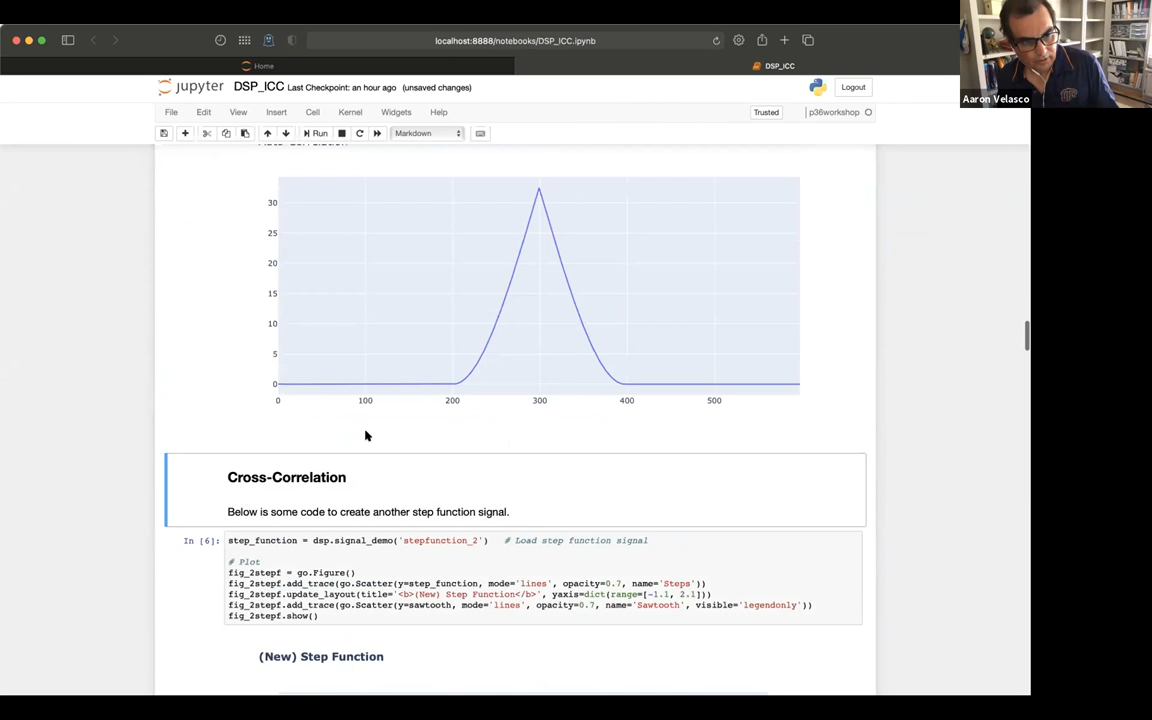 localhost:8888/notebooks/DSP_ICC.ipynb
Home
DSP_ICC
Aaron Velasco
jupyter DSP_ICC Last Checkpoint: an hour ago (unsaved changes)
Logout
File Edit View Insert Cell Kernel Widgets Help
Trusted
p36workshop
Run
Markdown
30
25
20
15
10
5
0
0 100 200 300 400 500
Cross-Correlation
Below is some code to create another step function signal.
In [6]: step_function = dsp.signal_demo('stepfunction_2') # Load step function signal
# Plot
fig_2stepf = go.Figure()
fig_2stepf.add_trace(go.Scatter(y=step_function, mode='lines', opacity=0.7, name='Steps'))
fig_2stepf.update_layout(title='<b>(New) Step Function</b>', yaxis=dict(range=[-1.1, 2.1]))
fig_2stepf.add_trace(go.Scatter(y=sawtooth, mode='lines', opacity=0.7, name='Sawtooth', visible='legendonly'))
fig_2stepf.show()
(New) Step Function